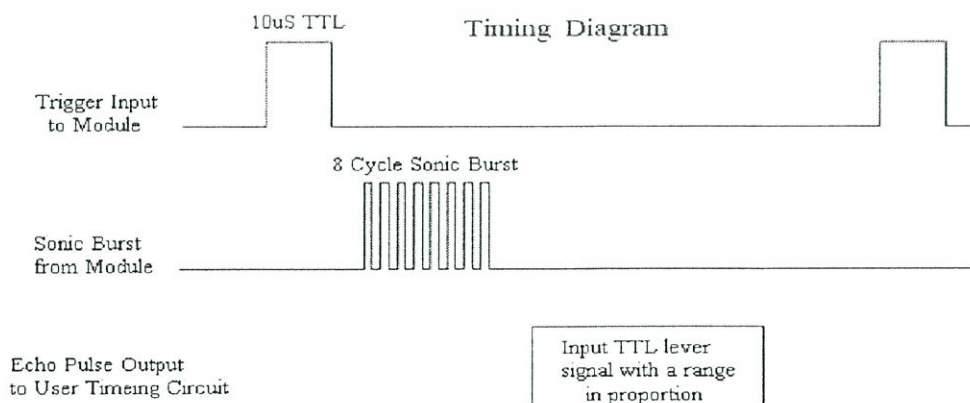 10uS TTL
Timing Diagram
Trigger Input
to Module
8 Cycle Sonic Burst
Sonic Burst
from Module
Echo Pulse Output
to User Timeing Circuit
Input TTL lever
signal with a range
in proportion